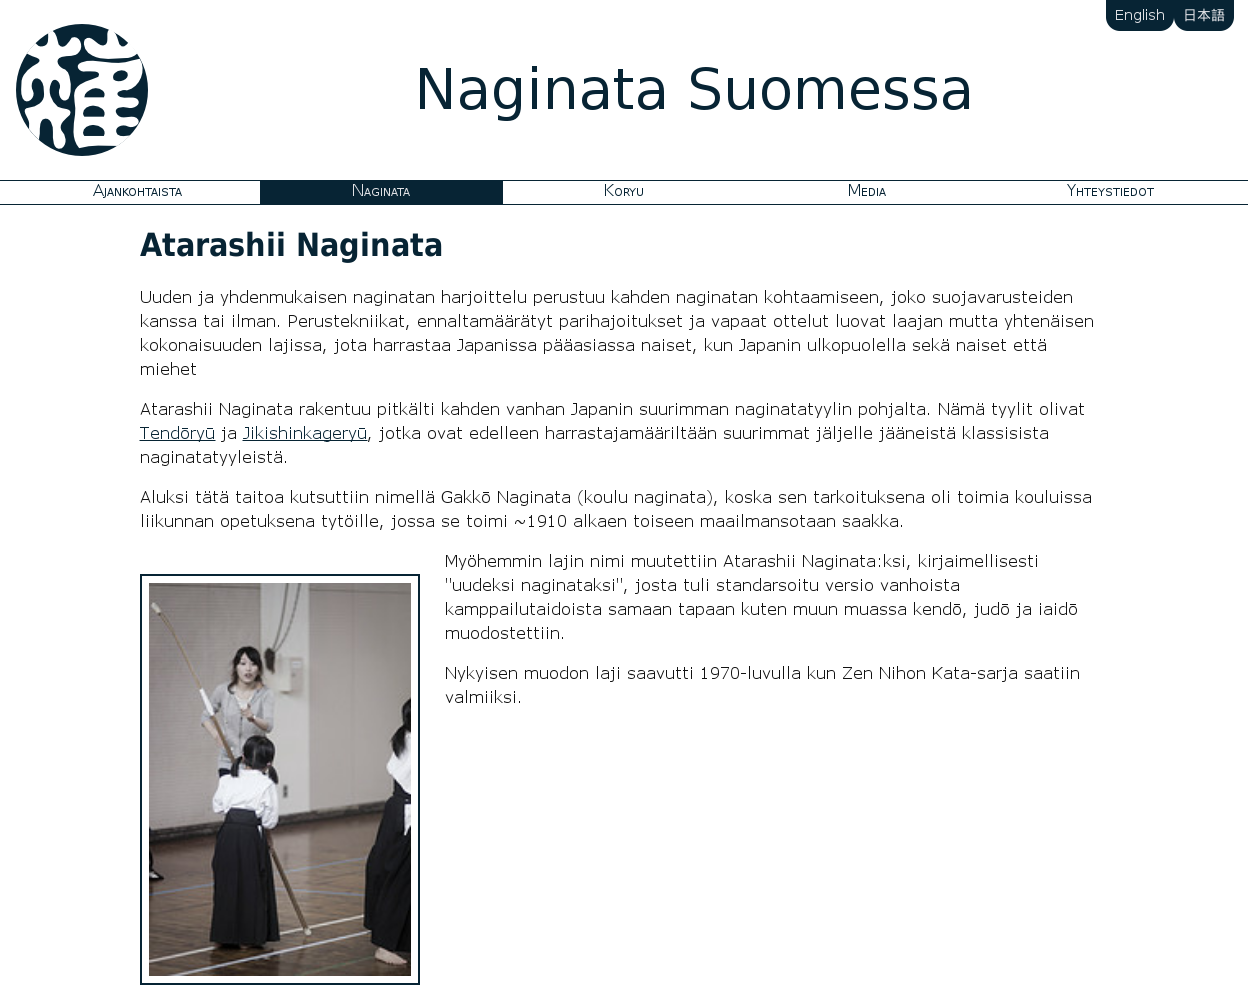 English 日本語
Naginata Suomessa
Ajankohtaista Naginata Koryu Media Yhteystiedot
Atarashii Naginata
Uuden ja yhdenmukaisen naginatan harjoittelu perustuu kahden naginatan kohtaamiseen, joko suojavarusteiden
kanssa tai ilman. Perustekniikat, ennaltamäärätyt parihajoitukset ja vapaat ottelut luovat laajan mutta yhtenäisen
kokonaisuuden lajissa, jota harrastaa Japanissa pääasiassa naiset, kun Japanin ulkopuolella sekä naiset että
miehet
Atarashii Naginata rakentuu pitkälti kahden vanhan Japanin suurimman naginatatyylin pohjalta. Nämä tyylit olivat
Tendōryū ja Jikishinkageryū, jotka ovat edelleen harrastajamääriltään suurimmat jäljelle jääneistä klassisista
naginatatyyleistä.
Aluksi tätä taitoa kutsuttiin nimellä Gakkō Naginata (koulu naginata), koska sen tarkoituksena oli toimia kouluissa
liikunnan opetuksena tytöille, jossa se toimi ~1910 alkaen toiseen maailmansotaan saakka.
Myöhemmin lajin nimi muutettiin Atarashii Naginata:ksi, kirjaimellisesti
"uudeksi naginataksi", josta tuli standarsoitu versio vanhoista
kamppailutaidoista samaan tapaan kuten muun muassa kendō, judō ja iaidō
muodostettiin.
Nykyisen muodon laji saavutti 1970-luvulla kun Zen Nihon Kata-sarja saatiin
valmiiksi.